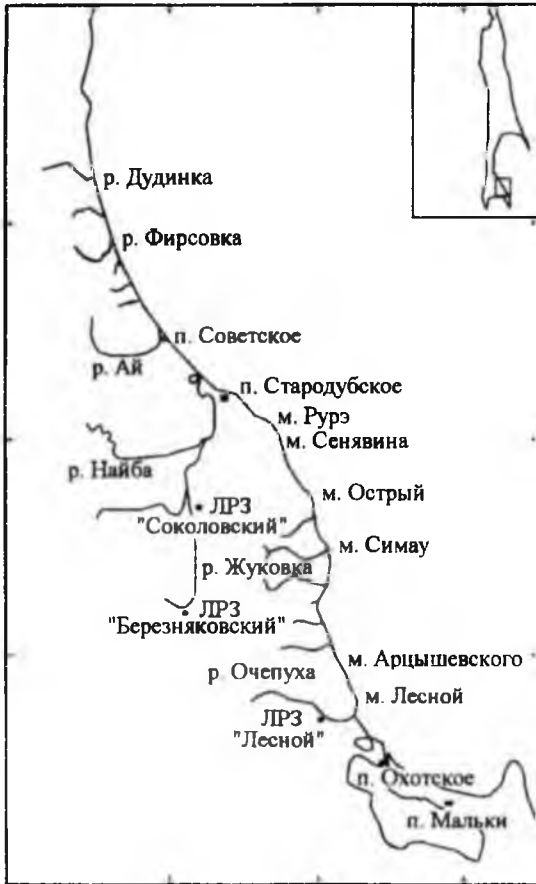 р. Дудинка
р. Фирсовка
п. Советское
р. Ай
п. Стародубское
м. Рурэ
м. Сенявина
р. Найба
м. Острый
ЛРЗ
"Соколовский"
м. Симау
р. Жуковка
ЛРЗ
"Березняковский"
м. Арцышевского
р Очепуха
м. Лесной
ЛРЗ
"Лесной"
п. Охотское
п. Мальки